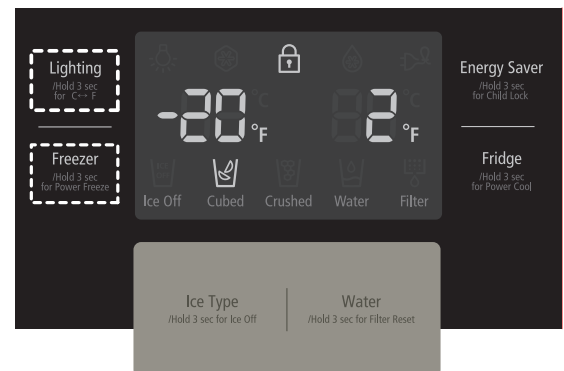 Lighting
/Hold 3 sec
for C↔F
Freezer
/Hold 3 sec
for Power Freeze
-20 °F
2 °F
Ice Off Cubed Crushed Water Filter
Energy Saver
/Hold 3 sec
for Child Lock
Fridge
/Hold 3 sec
for Power Cool
Ice Type
/Hold 3 sec for Ice Off
Water
/Hold 3 sec for Filter Reset